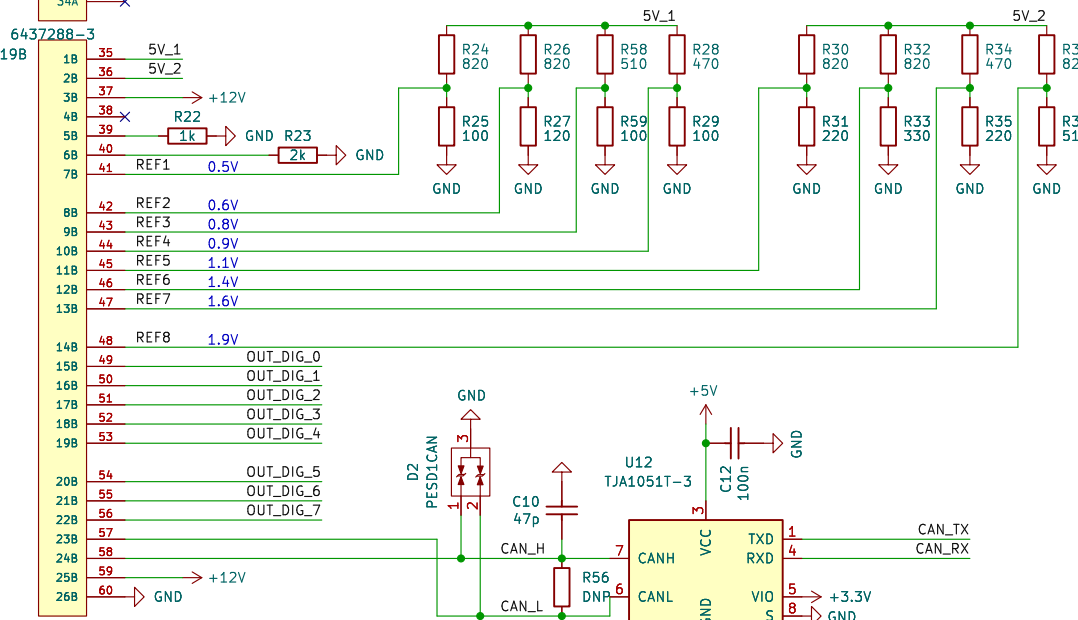 34A
6437288-3
19B
1B 35 5V_1
2B 36 5V_2
3B 37 +12V
4B 38
5B 39 R22 1k GND
6B 40 R23 2k GND
7B 41 REF1 0.5V
8B 42 REF2 0.6V
9B 43 REF3 0.8V
10B 44 REF4 0.9V
11B 45 REF5 1.1V
12B 46 REF6 1.4V
13B 47 REF7 1.6V
14B 48 REF8 1.9V
15B 49 OUT_DIG_0
16B 50 OUT_DIG_1
17B 51 OUT_DIG_2
18B 52 OUT_DIG_3
19B 53 OUT_DIG_4
20B 54 OUT_DIG_5
21B 55 OUT_DIG_6
22B 56 OUT_DIG_7
23B 57
24B 58
25B 59 +12V
26B 60 GND
5V_1
R24 R26 R58 R28
820 820 510 470
R25 R27 R59 R29
100 120 100 100
GND GND GND GND
5V_2
R30 R32 R34
820 820 470
R31 R33 R35
220 330 220
GND GND GND GND
GND
3
D2
PESD1CAN
1 2
C10
47p
CAN_H
R56
DNP
CAN_L
+5V
C12
100n
GND
U12
TJA1051T-3
3
VCC
7 CANH
6 CANL
TXD 1 CAN_TX
RXD 4 CAN_RX
VIO 5 +3.3V
S 8 GND